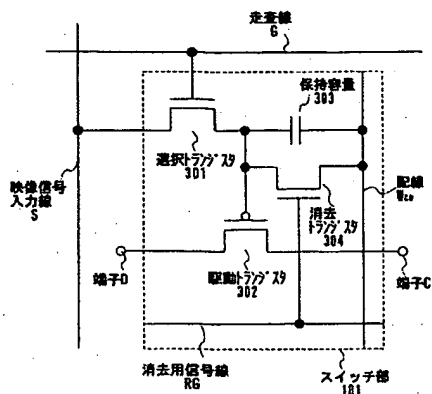 走査線
G
保持容量
303
選択トランジスタ
301
映像信号
入力線
S
消去
トランジスタ
304
配線
Wco
端子D
駆動トランジスタ
302
端子C
消去用信号線
RG
スイッチ部
101